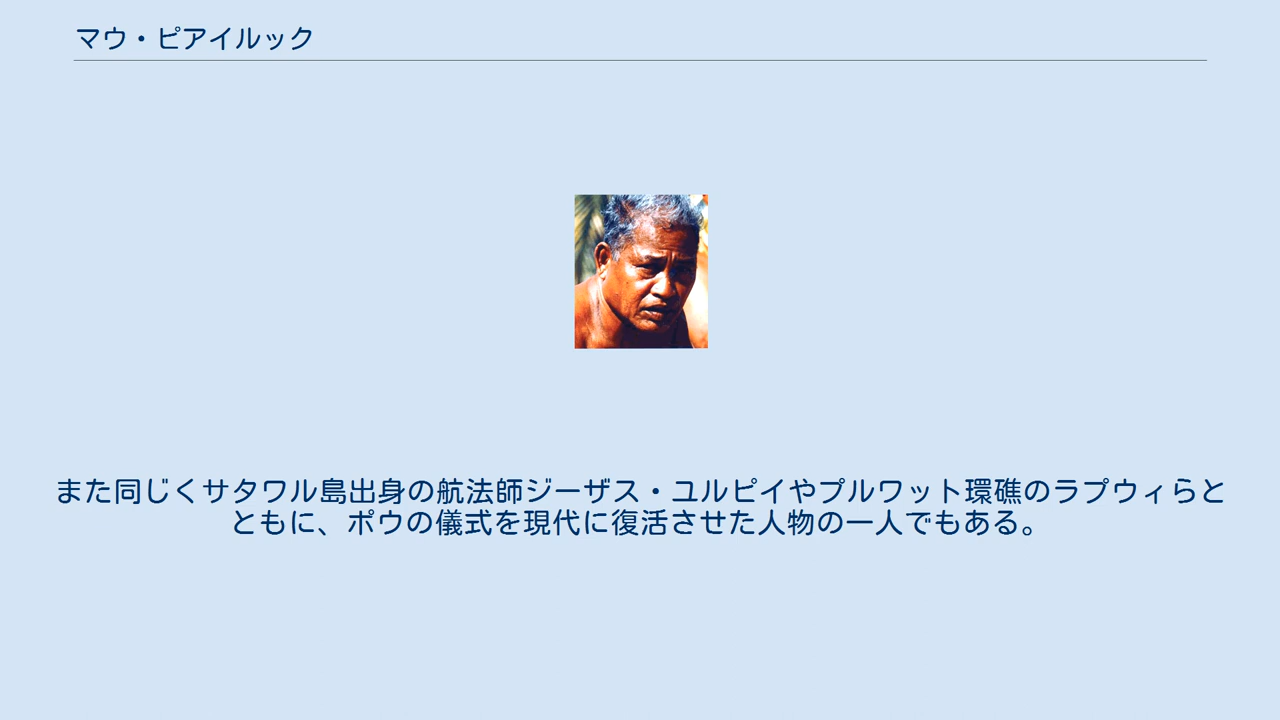 マウ・ピアイルック
また同じくサタワル島出身の航法師ジーザス・ユルピイやプルワット環礁のラプウィらと
ともに、ポウの儀式を現代に復活させた人物の一人でもある。